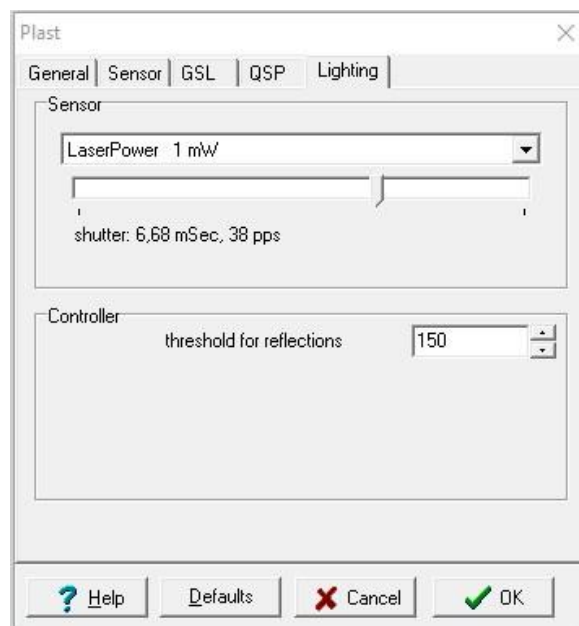 Plast
General Sensor GSL QSP Lighting
Sensor
LaserPower 1 mW
shutter: 6,68 mSec, 38 pps
Controller
threshold for reflections 150
? Help Defaults Cancel OK